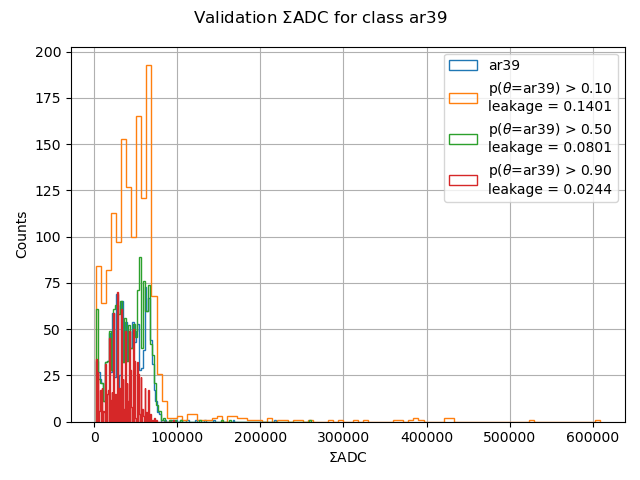 Validation ΣADC for class ar39
200
175
150
125
100
75
50
25
0
Counts
ar39
p(θ=ar39) > 0.10
leakage = 0.1401
p(θ=ar39) > 0.50
leakage = 0.0801
p(θ=ar39) > 0.90
leakage = 0.0244
0 100000 200000 300000 400000 500000 600000
ΣADC